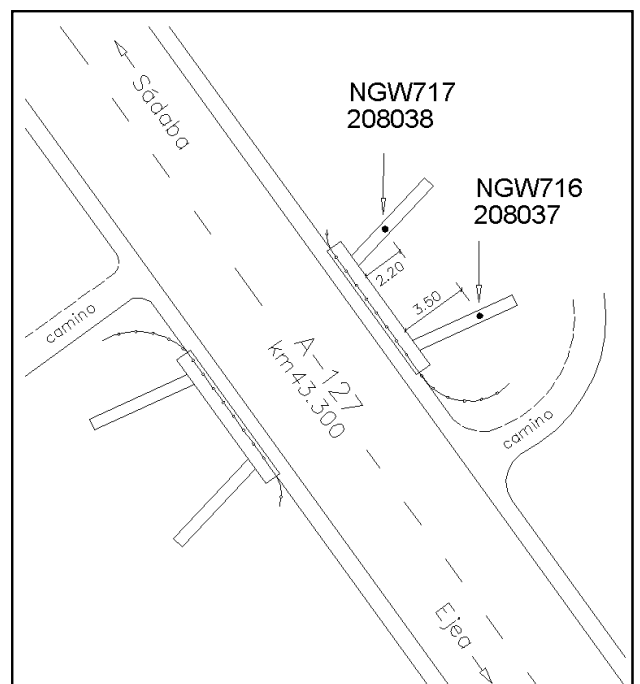 Sádaba
NGW717
208038
NGW716
208037
2.20
3.50
camino
A-127
km43.300
camino
Ejea